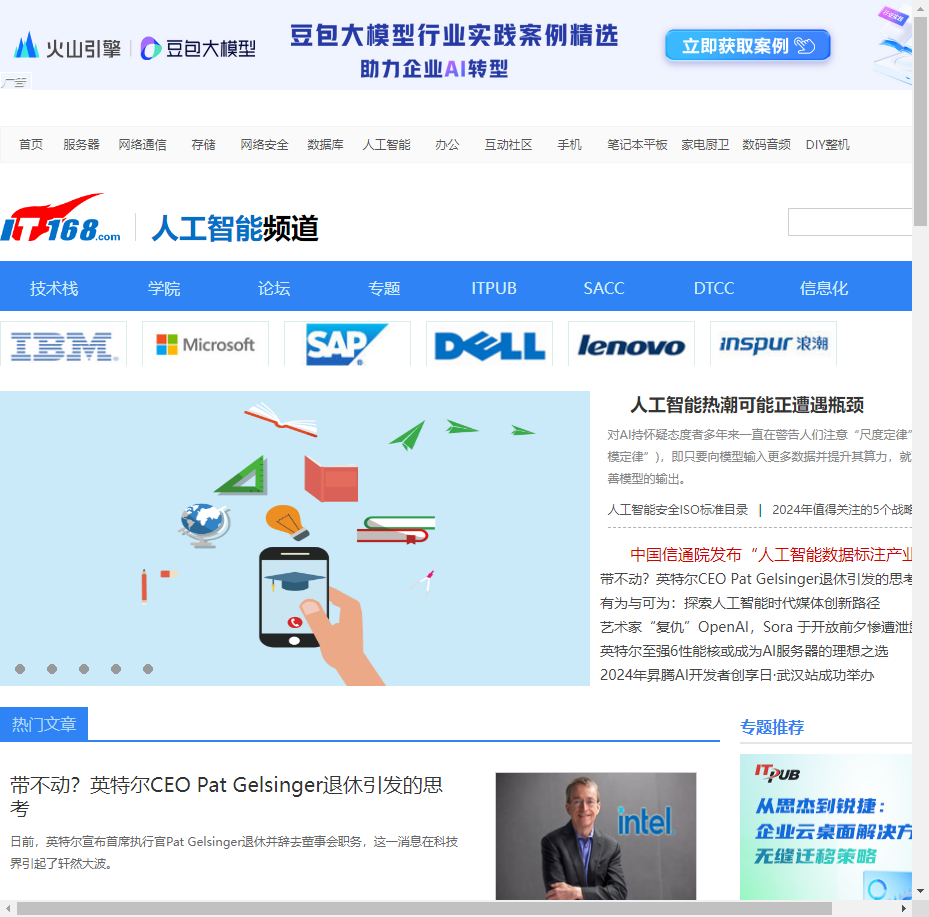 火山引擎 豆包大模型
豆包大模型行业实践案例精选
助力企业AI转型
立即获取案例
行业实践
广告
首页 服务器 网络通信 存储 网络安全 数据库 人工智能 办公 互动社区 手机 笔记本平板 家电厨卫 数码音频 DIY整机
IT168.com 人工智能频道
技术栈 学院 论坛 专题 ITPUB SACC DTCC 信息化
IBM Microsoft SAP DELL lenovo inspur 浪潮
人工智能热潮可能正遭遇瓶颈
对AI持怀疑态度者多年来一直在警告人们注意“尺度定律”
模定律”)，即只要向模型输入更多数据并提升其算力，就
善模型的输出。
人工智能安全ISO标准目录 | 2024年值得关注的5个战略
中国信通院发布“人工智能数据标注产业
带不动？英特尔CEO Pat Gelsinger退休引发的思考
有为与可为：探索人工智能时代媒体创新路径
艺术家“复仇”OpenAI，Sora 于开放前夕惨遭泄露
英特尔至强6性能核或成为AI服务器的理想之选
2024年昇腾AI开发者创享日·武汉站成功举办
热门文章
专题推荐
带不动？英特尔CEO Pat Gelsinger退休引发的思
考
日前，英特尔宣布首席执行官Pat Gelsinger退休并辞去董事会职务，这一消息在科技
界引起了轩然大波。
intel
ITPUB
从思杰到锐捷：
企业云桌面解决方
无缝迁移策略